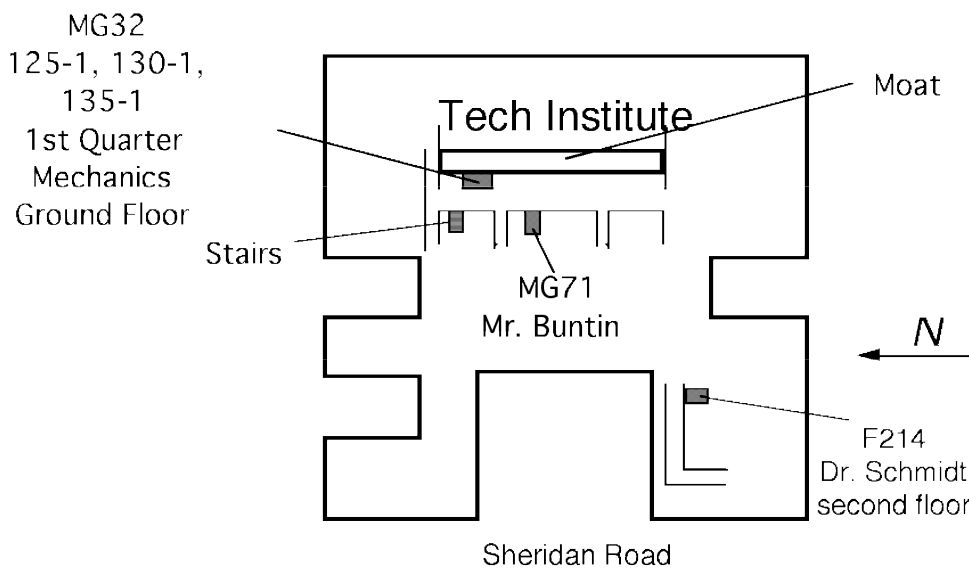 MG32
125-1, 130-1,
135-1
1st Quarter
Mechanics
Ground Floor
Tech Institute
Moat
Stairs
MG71
Mr. Buntin
N
F214
Dr. Schmidt
second floor
Sheridan Road